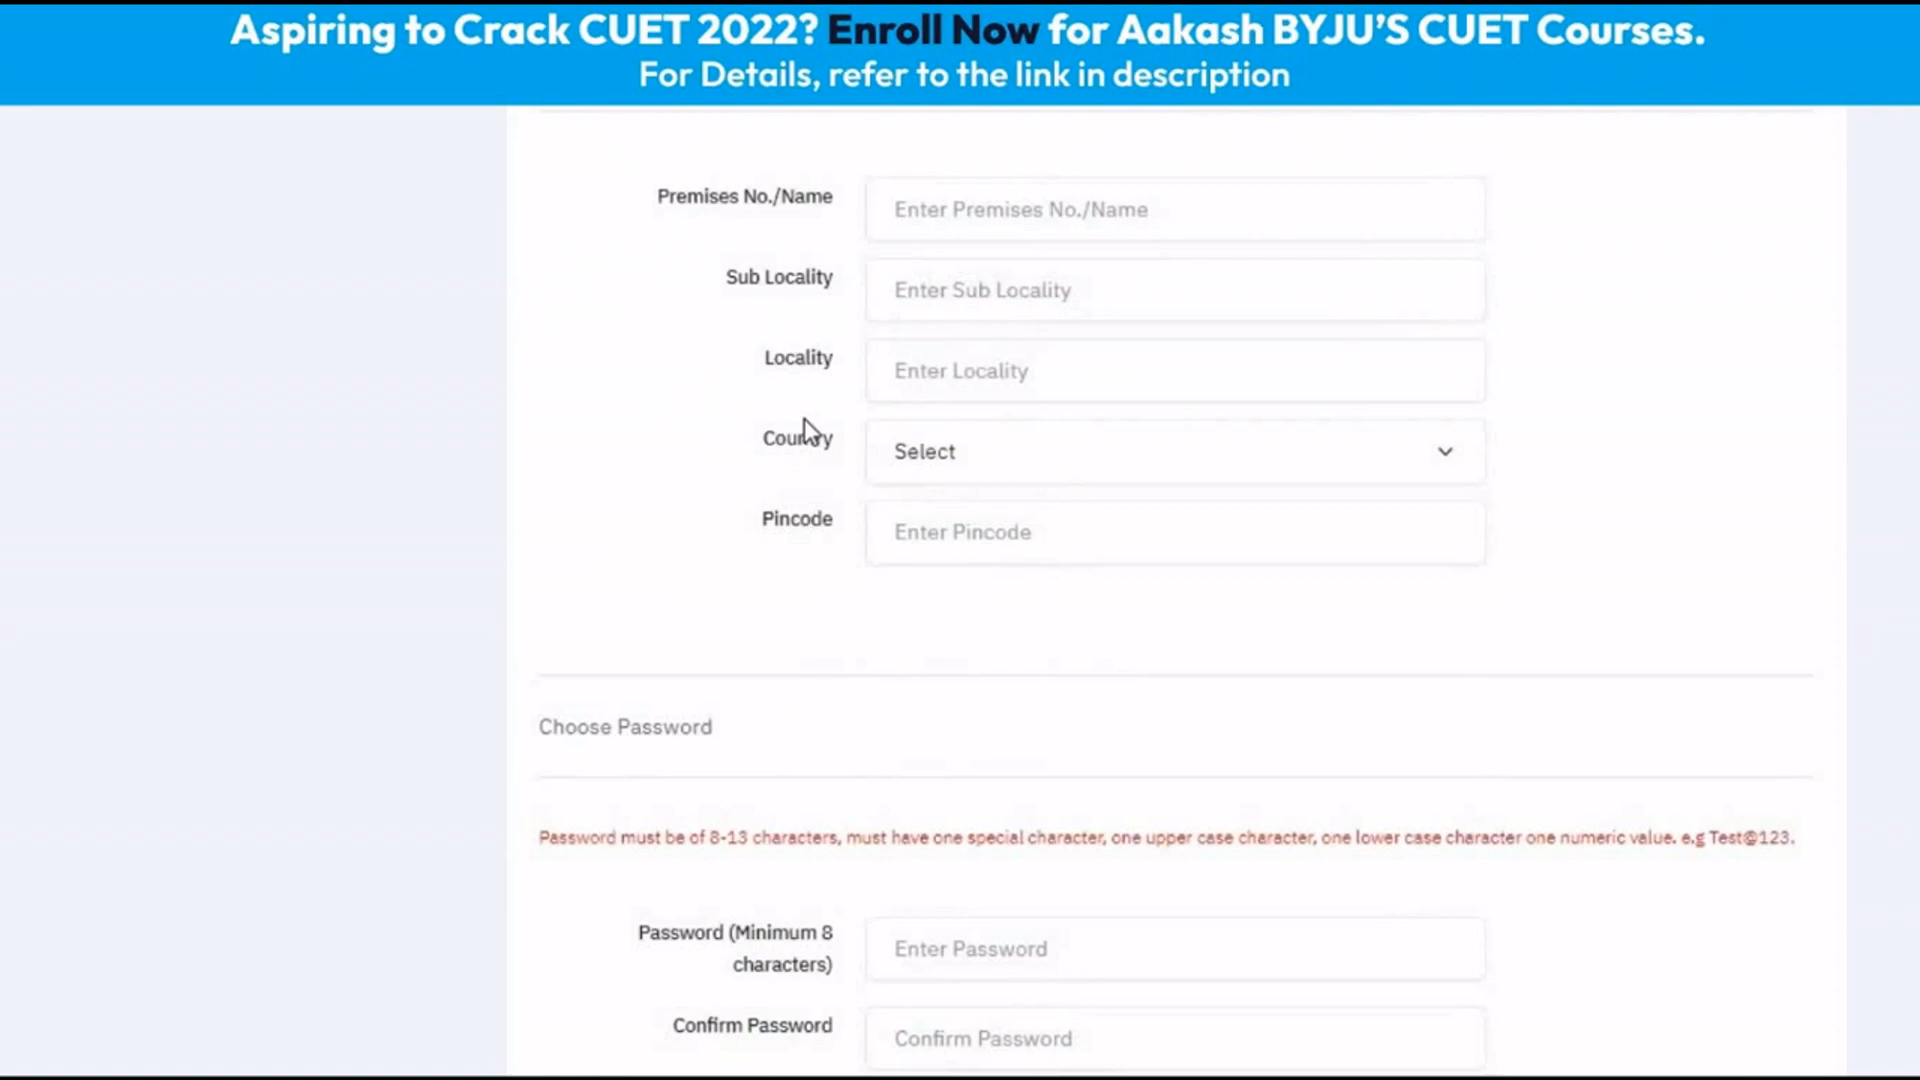 Aspiring to Crack CUET 2022? Enroll Now for Aakash BYJU'S CUET Courses.
For Details, refer to the link in description
Premises No./Name
Enter Premises No./Name
Sub Locality
Enter Sub Locality
Locality
Enter Locality
Country
Select
Pincode
Enter Pincode
Choose Password
Password must be of 8-13 characters, must have one special character, one upper case character, one lower case character one numeric value. e.g Test@123.
Password (Minimum 8
characters)
Enter Password
Confirm Password
Confirm Password